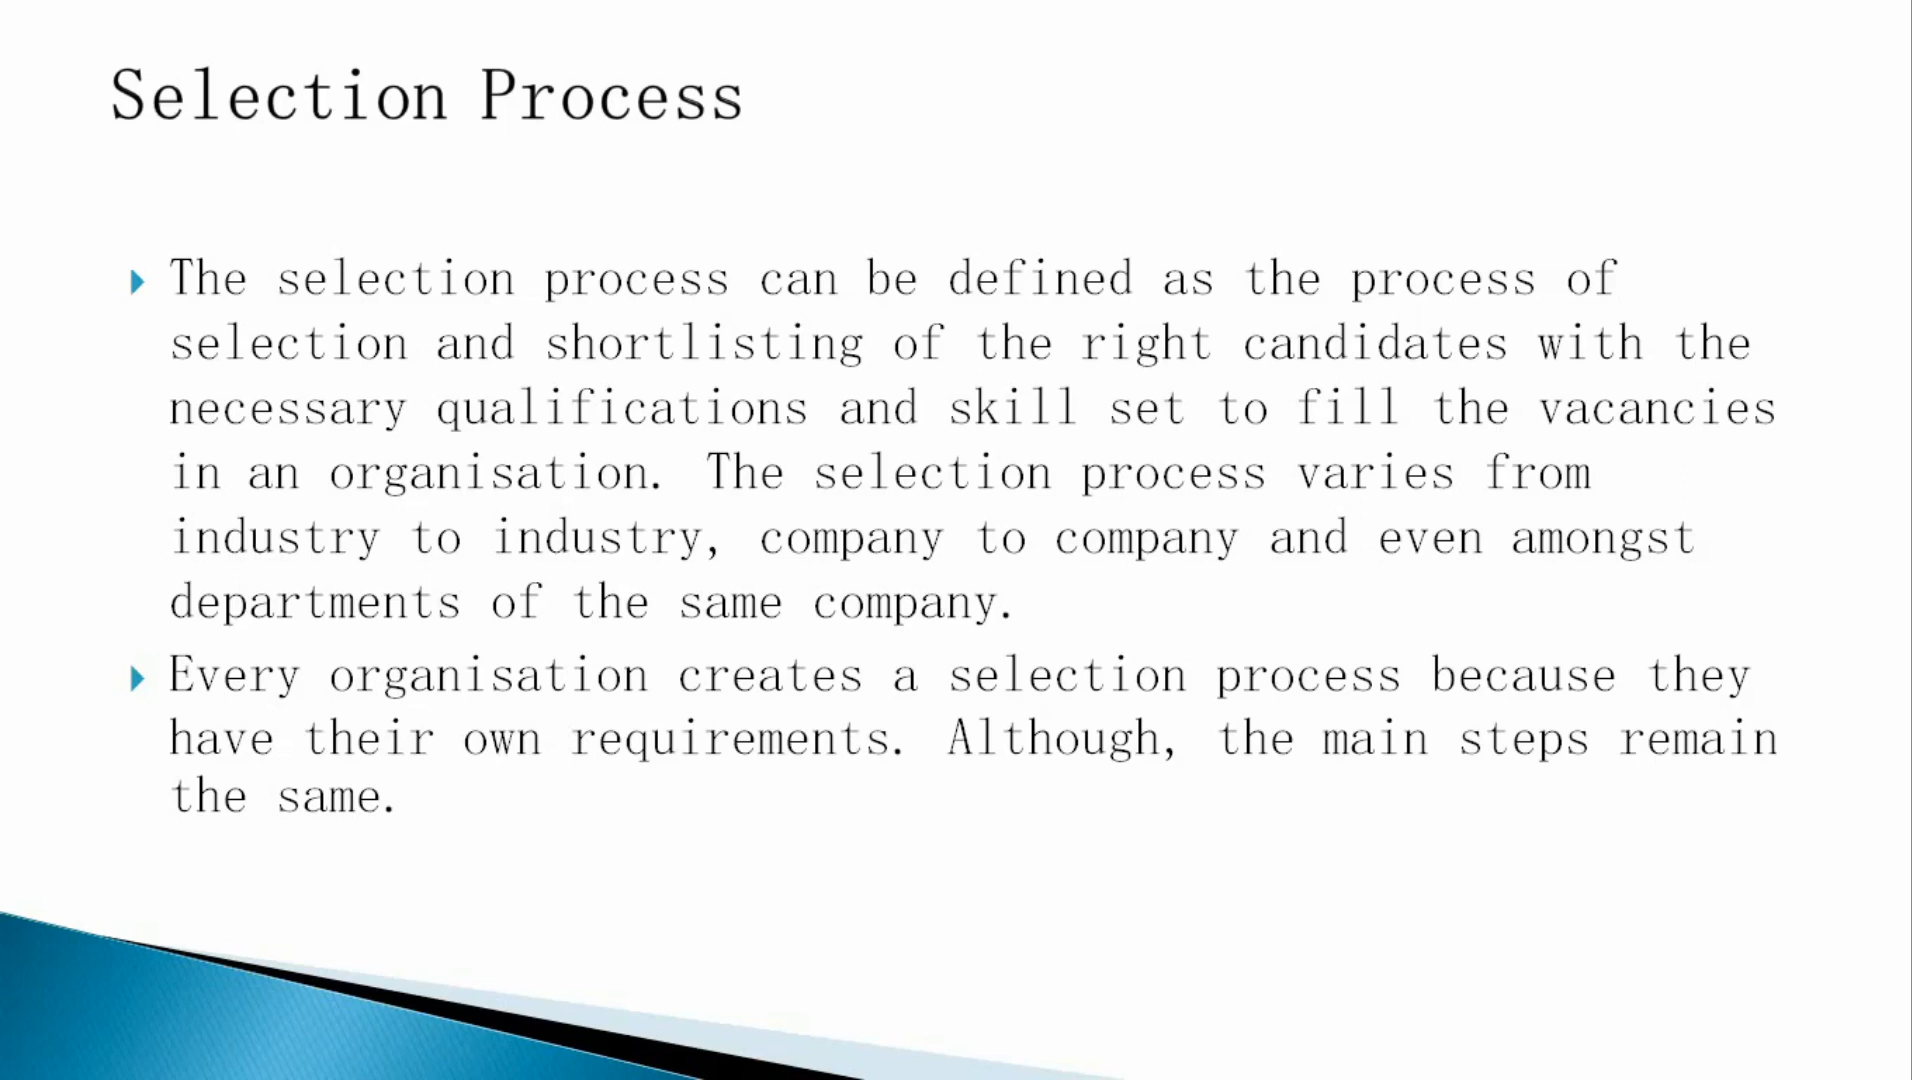 Selection Process
The selection process can be defined as the process of
selection and shortlisting of the right candidates with the
necessary qualifications and skill set to fill the vacancies
in an organisation. The selection process varies from
industry to industry, company to company and even amongst
departments of the same company.
Every organisation creates a selection process because they
have their own requirements. Although, the main steps remain
the same.